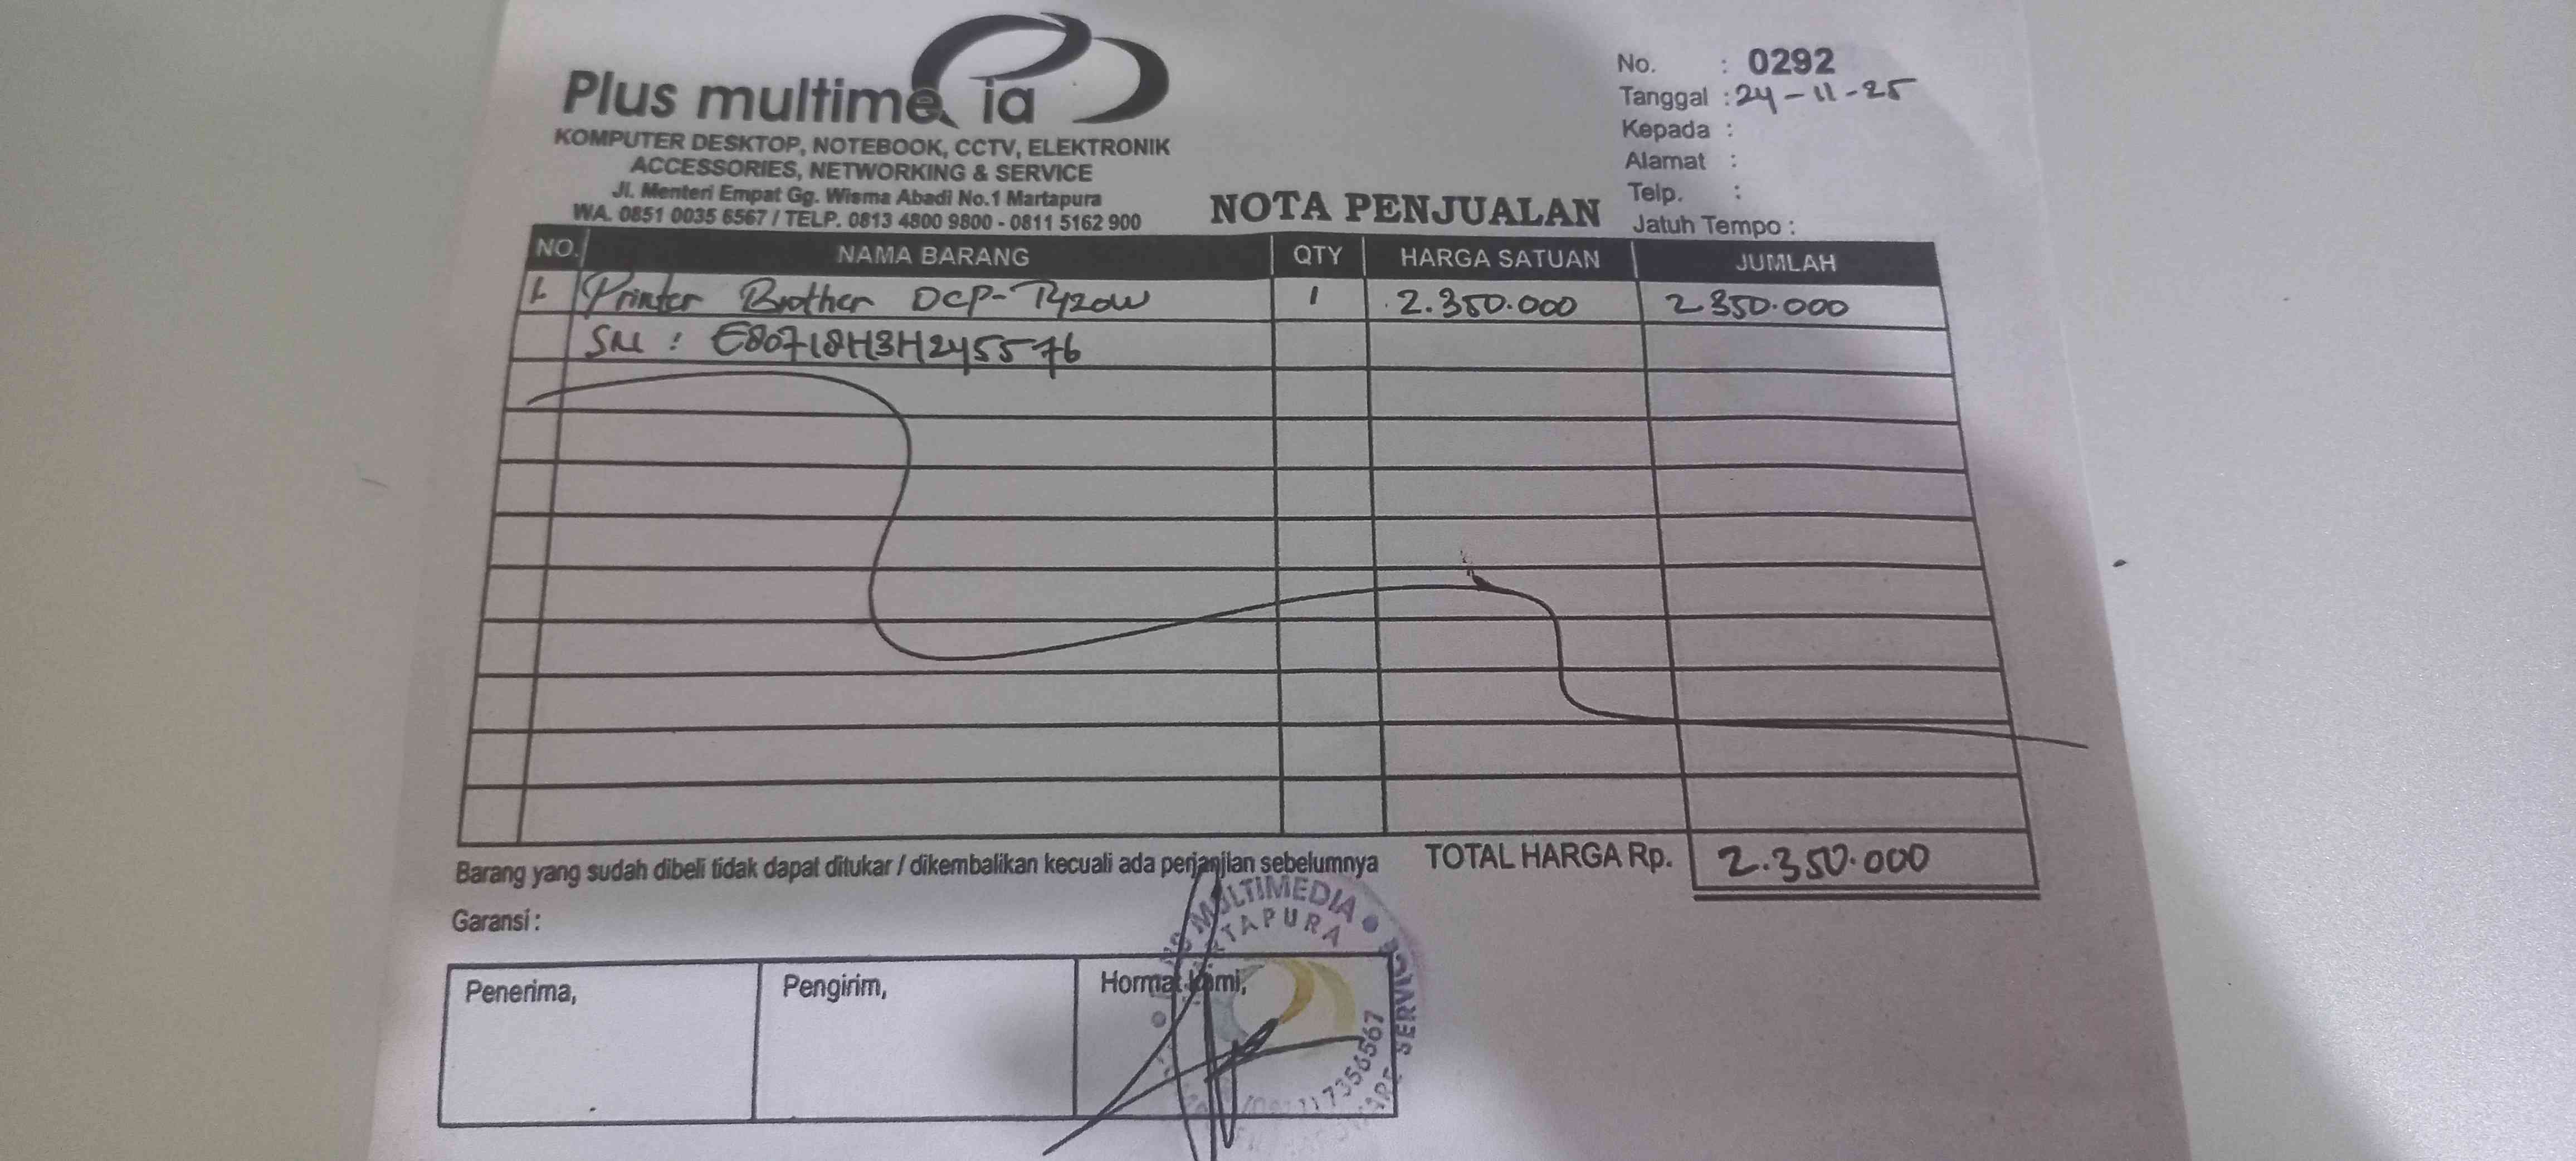 Plus multimedia
KOMPUTER DESKTOP, NOTEBOOK, CCTV, ELEKTRONIK
ACCESSORIES, NETWORKING & SERVICE
Jl. Menteri Empat Gg. Wisma Abadi No.1 Martapura
WA. 0851 0035 6567 / TELP. 0813 4800 9800 - 0811 5162 900
NOTA PENJUALAN
No. : 0292
Tanggal : 24-11-25
Kepada :
Alamat :
Telp. :
Jatuh Tempo :
NO. NAMA BARANG QTY HARGA SATUAN JUMLAH
1. Printer Brother DCP-T420W 1 2.350.000 2.350.000
SN : E80718H3H245576
Barang yang sudah dibeli tidak dapat ditukar / dikembalikan kecuali ada perjanjian sebelumnya
TOTAL HARGA Rp. 2.350.000
Garansi :
Penerima, Pengirim, Hormat kami,
MULTIMEDIA
MARTAPURA
SERVICE